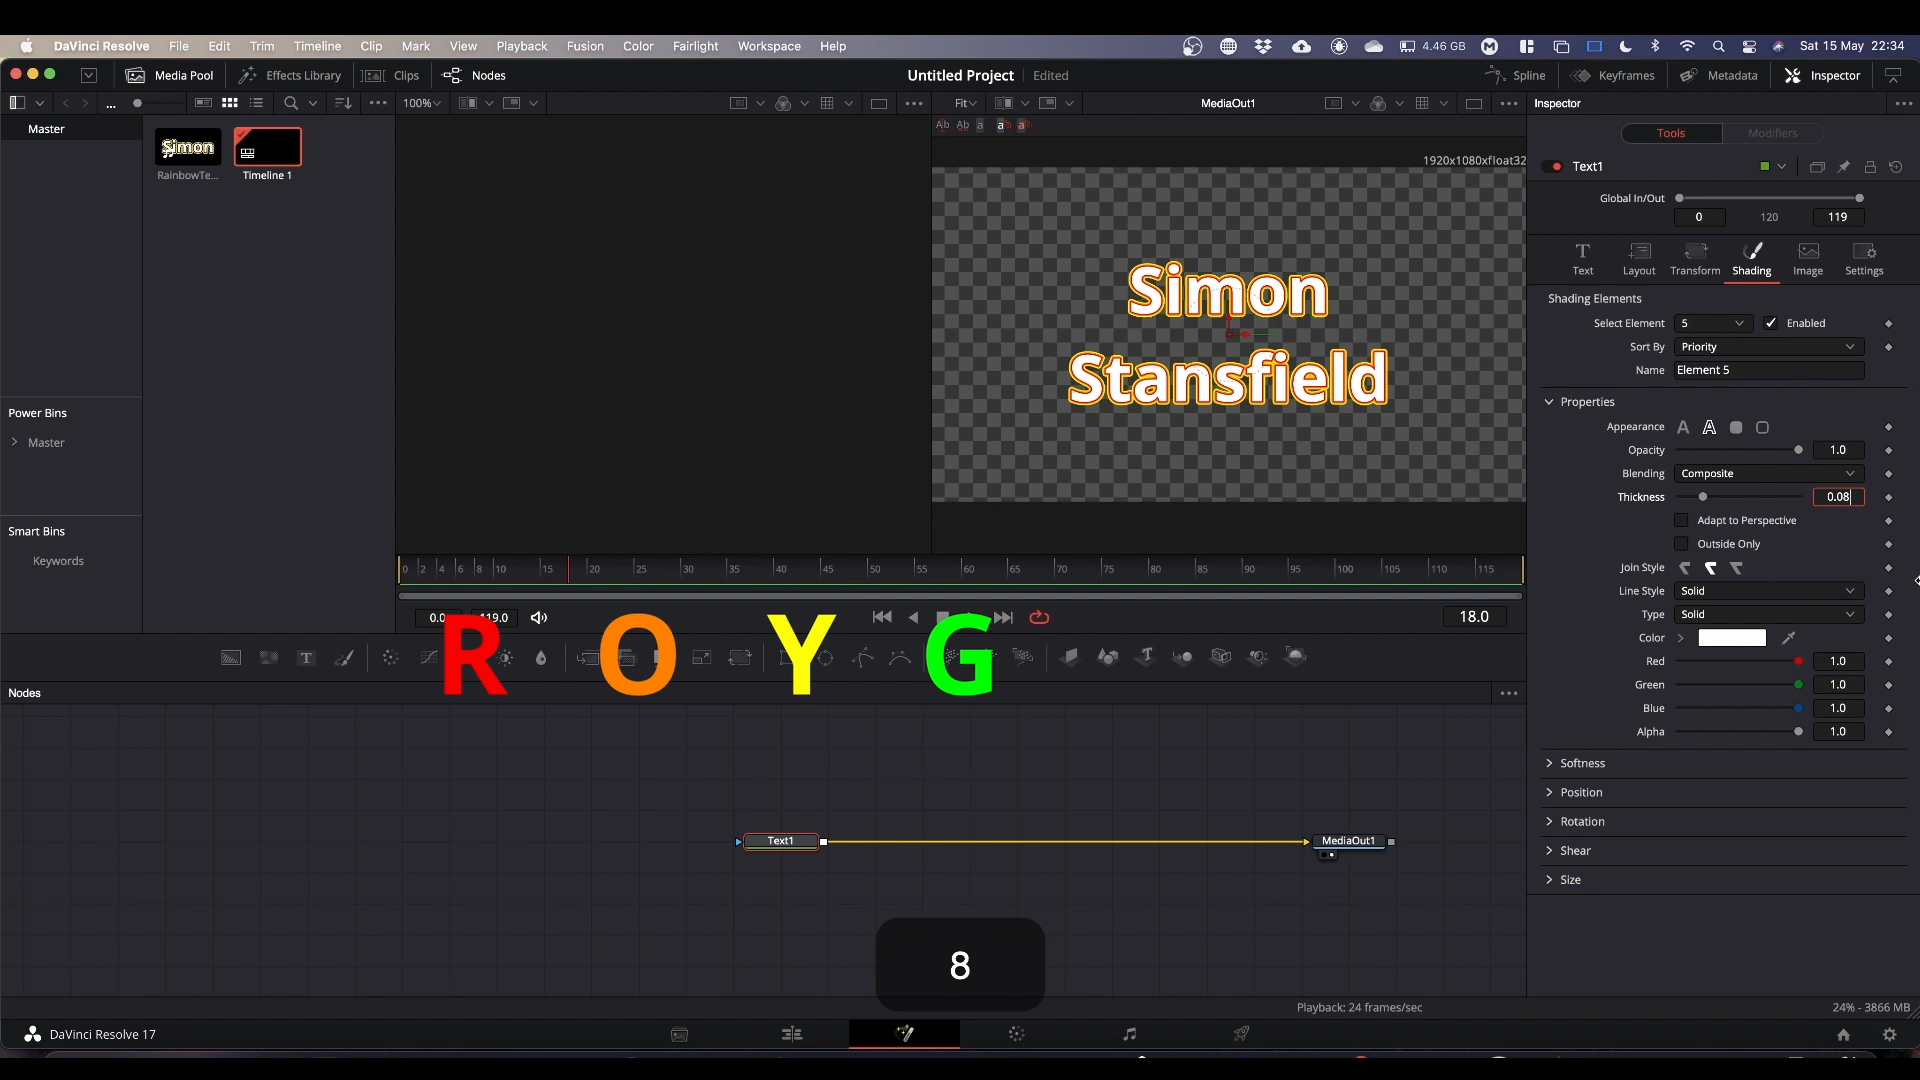 DaVinci Resolve File Edit Trim Timeline Clip Mark View Playback Fusion Color Fairlight Workspace Help 4.46 GB Sat 15 May 22:34
Media Pool Effects Library Clips Nodes Untitled Project Edited Spline Keyframes Metadata Inspector
... 100% Fit MediaOut1 Inspector
Master
Simon
RainbowTe...
Timeline 1
1920x1080xfloat32
Simon
Stansfield
Tools Modifiers
Text1
Global In/Out
0 120 119
Text Layout Transform Shading Image Settings
Shading Elements
Select Element 5 Enabled
Sort By Priority
Name Element 5
Properties
Appearance
Opacity 1.0
Blending Composite
Thickness 0.08
Adapt to Perspective
Outside Only
Join Style
Line Style Solid
Type Solid
Color
Red 1.0
Green 1.0
Blue 1.0
Alpha 1.0
Softness
Position
Rotation
Shear
Size
Power Bins
Master
Smart Bins
Keywords
0 2 4 6 8 10 15 20 25 30 35 40 45 50 55 60 65 70 75 80 85 90 95 100 105 110 115
18.0
R O Y G
Nodes
Text1 MediaOut1
8
Playback: 24 frames/sec 24% - 3866 MB
DaVinci Resolve 17